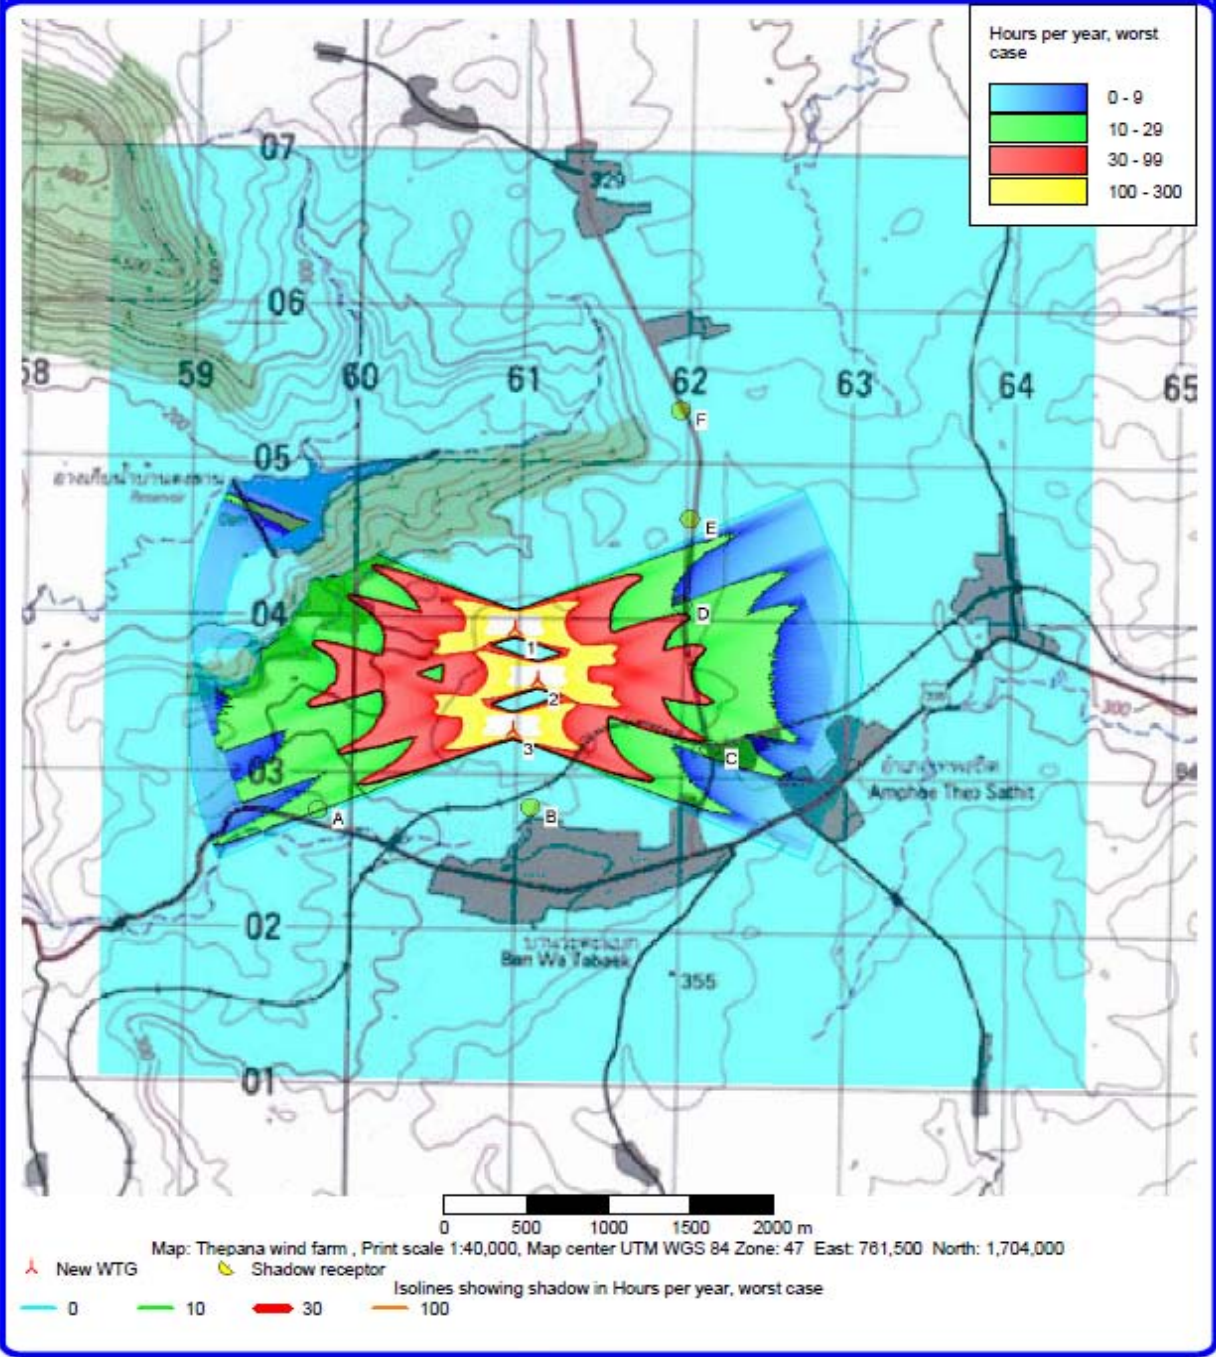 Hours per year, worst
case
0 - 9
10 - 29
30 - 99
100 - 300
07
06
58
59
60
61
62
63
64
65
F
05
Reservoir
E
04
D
1
2
3
300
C
03
Amphoe Thep Sathit
A
B
02
Ban Wa Tabaek
355
01
0
500
1000
1500
2000 m
Map: Thepana wind farm , Print scale 1:40,000, Map center UTM WGS 84 Zone: 47 East: 761,500 North: 1,704,000
New WTG
Shadow receptor
Isolines showing shadow in Hours per year, worst case
0
10
30
100